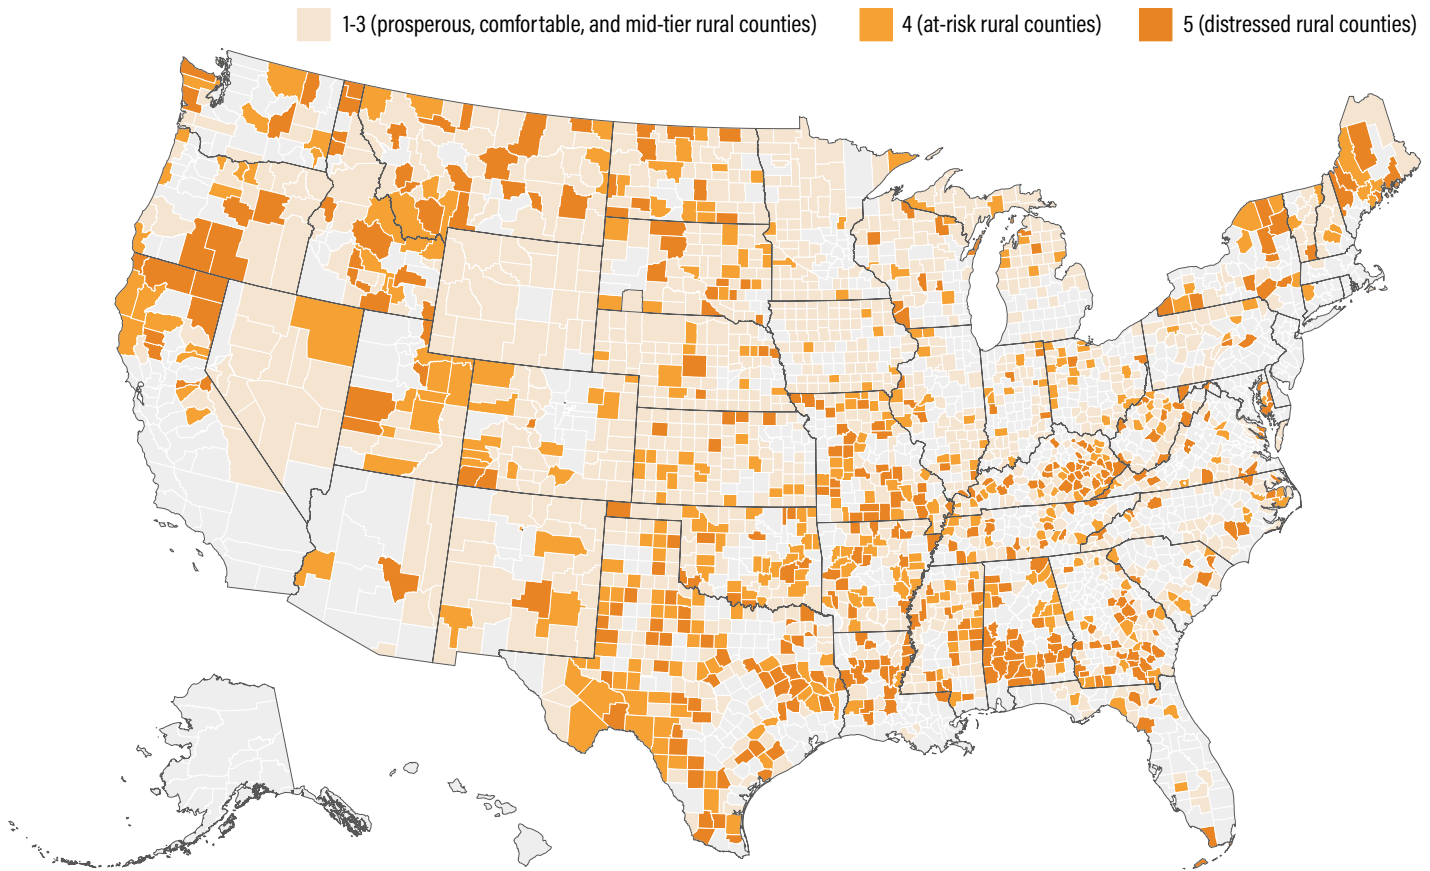 1-3 (prosperous, comfortable, and mid-tier rural counties) 4 (at-risk rural counties) 5 (distressed rural counties)